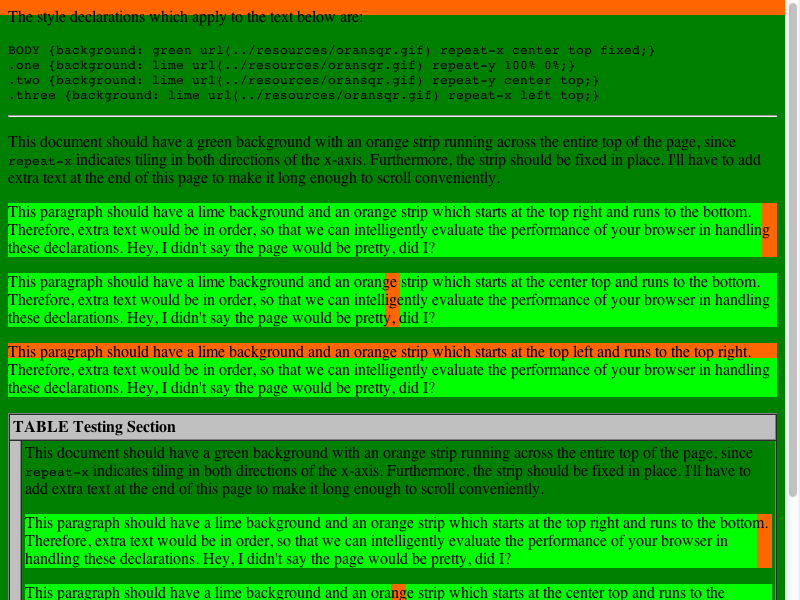 The style declarations which apply to the text below are:
BODY {background: green url(../resources/oransqr.gif) repeat-x center top fixed;}
.one {background: lime url(../resources/oransqr.gif) repeat-y 100% 0%;}
.two {background: lime url(../resources/oransqr.gif) repeat-y center top;}
.three {background: lime url(../resources/oransqr.gif) repeat-x left top;}
This document should have a green background with an orange strip running across the entire top of the page, since
repeat-x indicates tiling in both directions of the x-axis. Furthermore, the strip should be fixed in place. I'll have to add
extra text at the end of this page to make it long enough to scroll conveniently.
This paragraph should have a lime background and an orange strip which starts at the top right and runs to the bottom.
Therefore, extra text would be in order, so that we can intelligently evaluate the performance of your browser in handling
these declarations. Hey, I didn't say the page would be pretty, did I?
This paragraph should have a lime background and an orange strip which starts at the center top and runs to the bottom.
Therefore, extra text would be in order, so that we can intelligently evaluate the performance of your browser in handling
these declarations. Hey, I didn't say the page would be pretty, did I?
This paragraph should have a lime background and an orange strip which starts at the top left and runs to the top right.
Therefore, extra text would be in order, so that we can intelligently evaluate the performance of your browser in handling
these declarations. Hey, I didn't say the page would be pretty, did I?
TABLE Testing Section
This document should have a green background with an orange strip running across the entire top of the page, since
repeat-x indicates tiling in both directions of the x-axis. Furthermore, the strip should be fixed in place. I'll have to
add extra text at the end of this page to make it long enough to scroll conveniently.
This paragraph should have a lime background and an orange strip which starts at the top right and runs to the bottom.
Therefore, extra text would be in order, so that we can intelligently evaluate the performance of your browser in
handling these declarations. Hey, I didn't say the page would be pretty, did I?
This paragraph should have a lime background and an orange strip which starts at the center top and runs to the